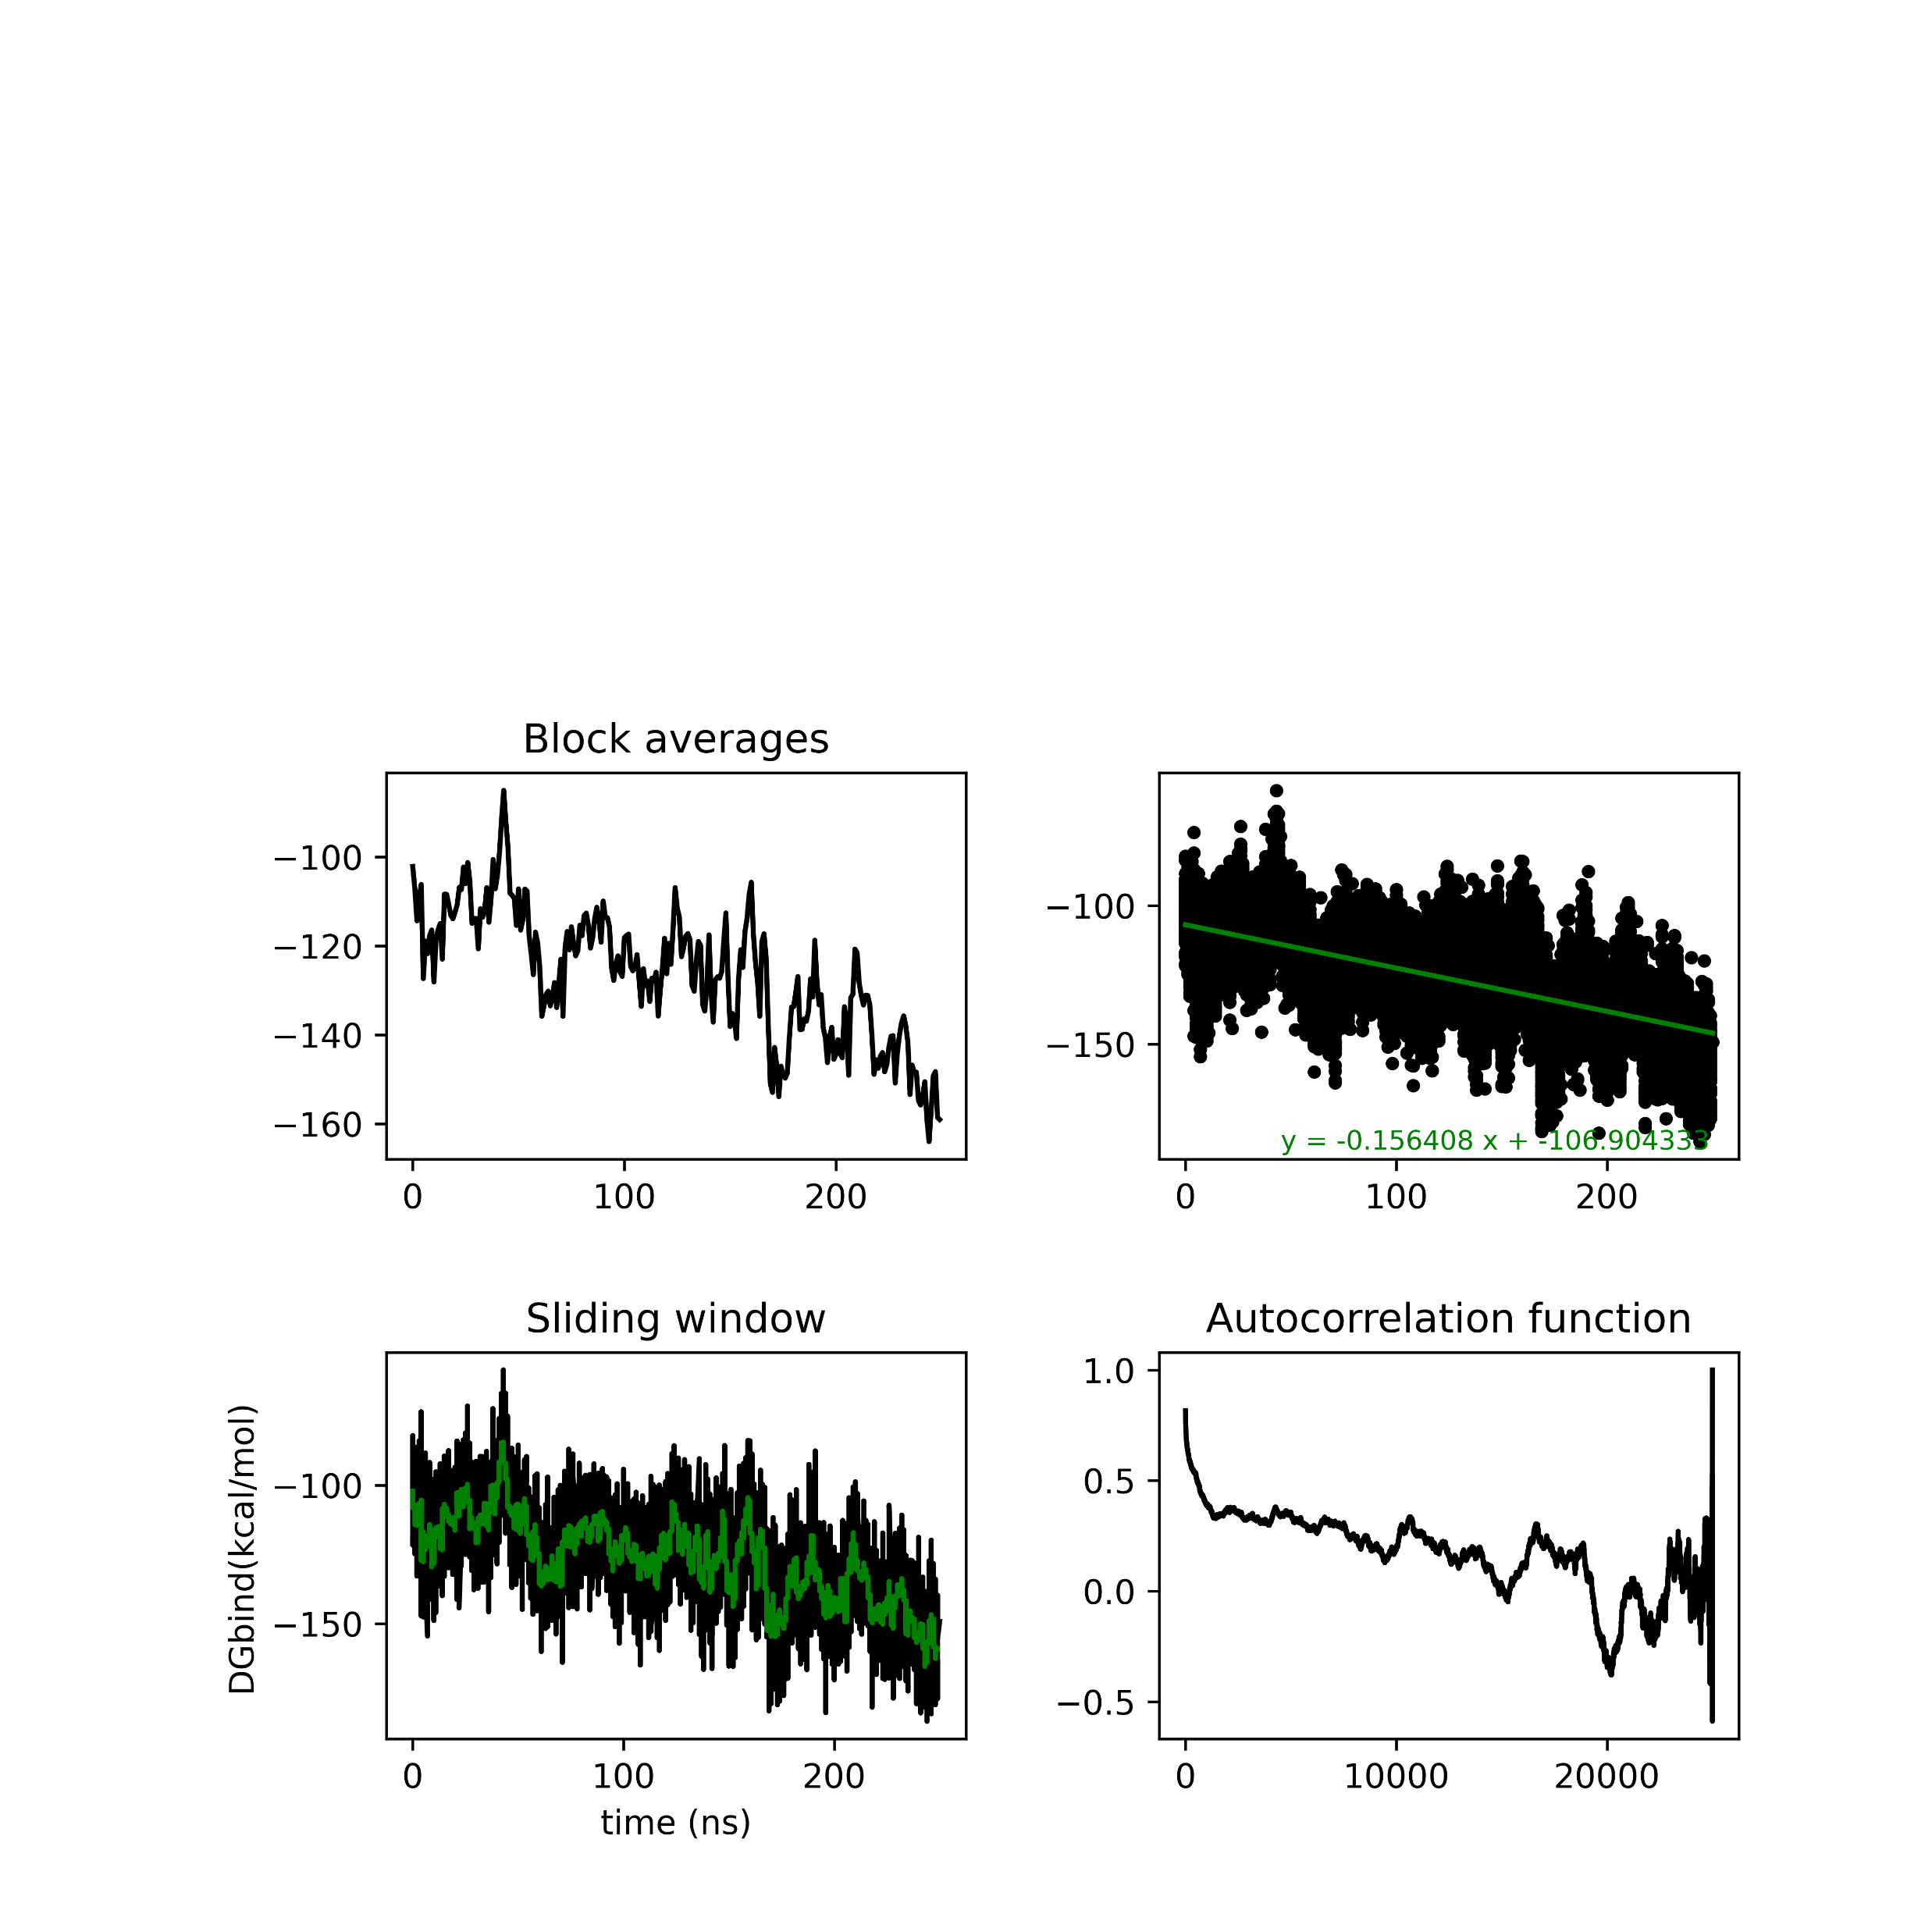 Block averages
−100
−120
−140
−160
0 100 200
−100
−150
y = -0.156408 x + -106.904333
0 100 200
Sliding window
DGbind(kcal/mol)
−100
−150
0 100 200
time (ns)
Autocorrelation function
1.0
0.5
0.0
−0.5
0 10000 20000